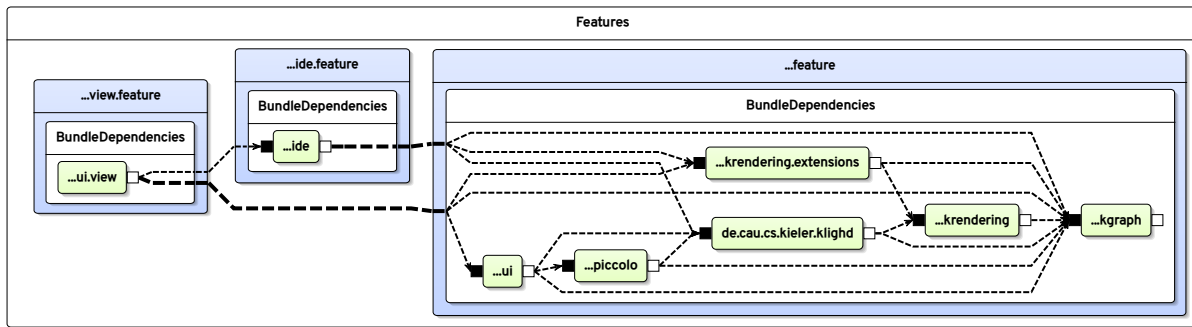 Features
...view.feature
BundleDependencies
...ui.view
...ide.feature
BundleDependencies
...ide
...feature
BundleDependencies
...krendering.extensions
de.cau.cs.kieler.klighd
...krendering
...kgraph
...ui
...piccolo